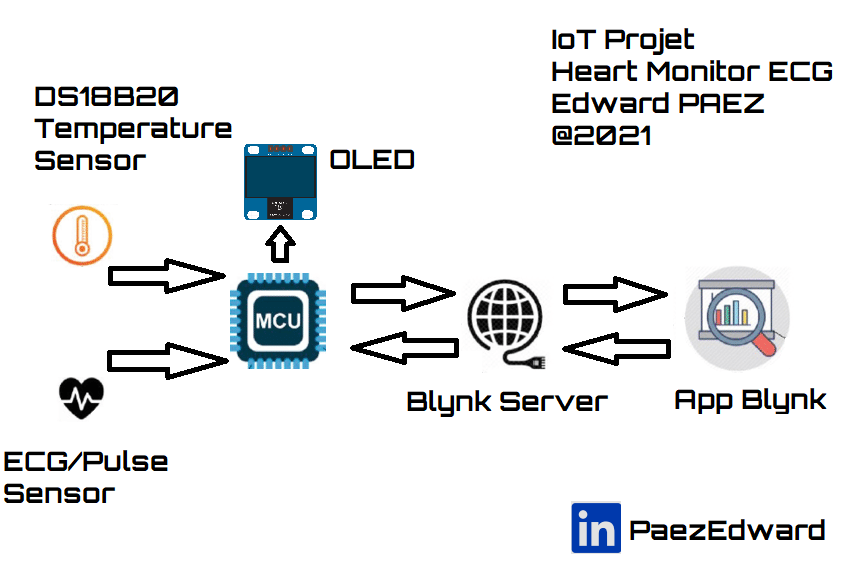 IoT Projet
Heart Monitor ECG
Edward PAEZ
@2021
DS18B20
Temperature
Sensor
OLED
MCU
Blynk Server
App Blynk
ECG/Pulse
Sensor
in
PaezEdward